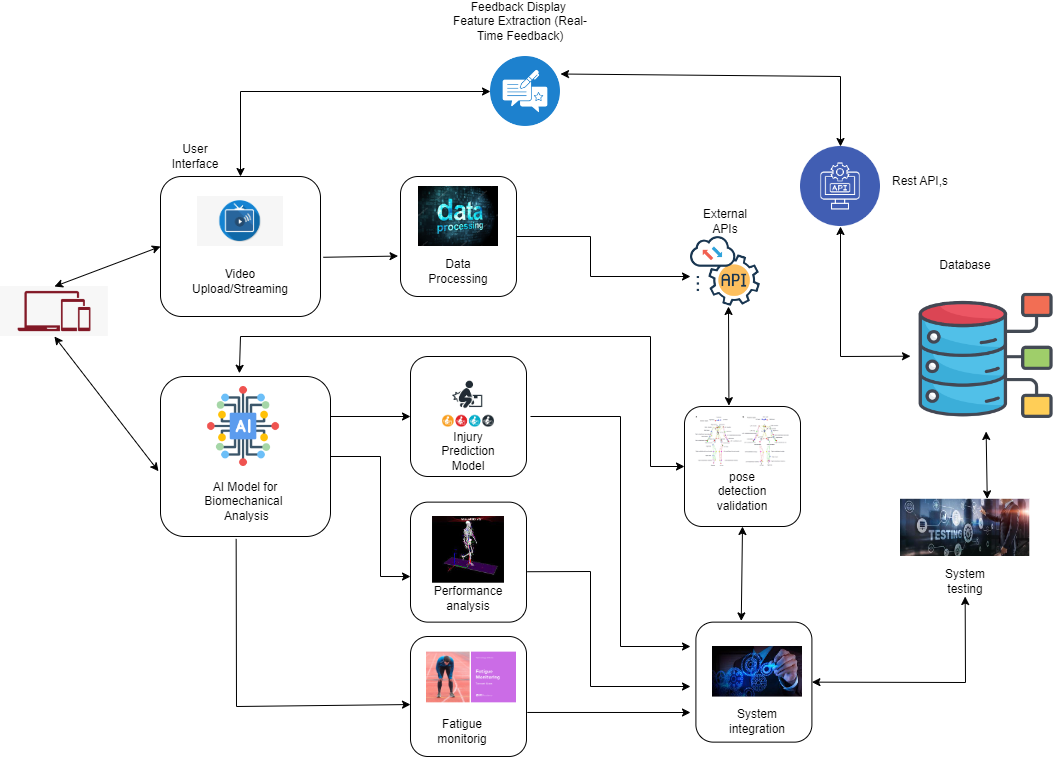 Feedback Display
Feature Extraction (Real-
Time Feedback)
User
Interface
API
Rest API,s
data
processing
Video
Upload/Streaming
Data
Processing
External
APIs
API
Database
AI
AI Model for
Biomechanical
Analysis
Injury
Prediction
Model
pose
detection
validation
TESTING
System
testing
Performance
analysis
Fatigue
Monitoring
Fatigue
monitorig
System
integration